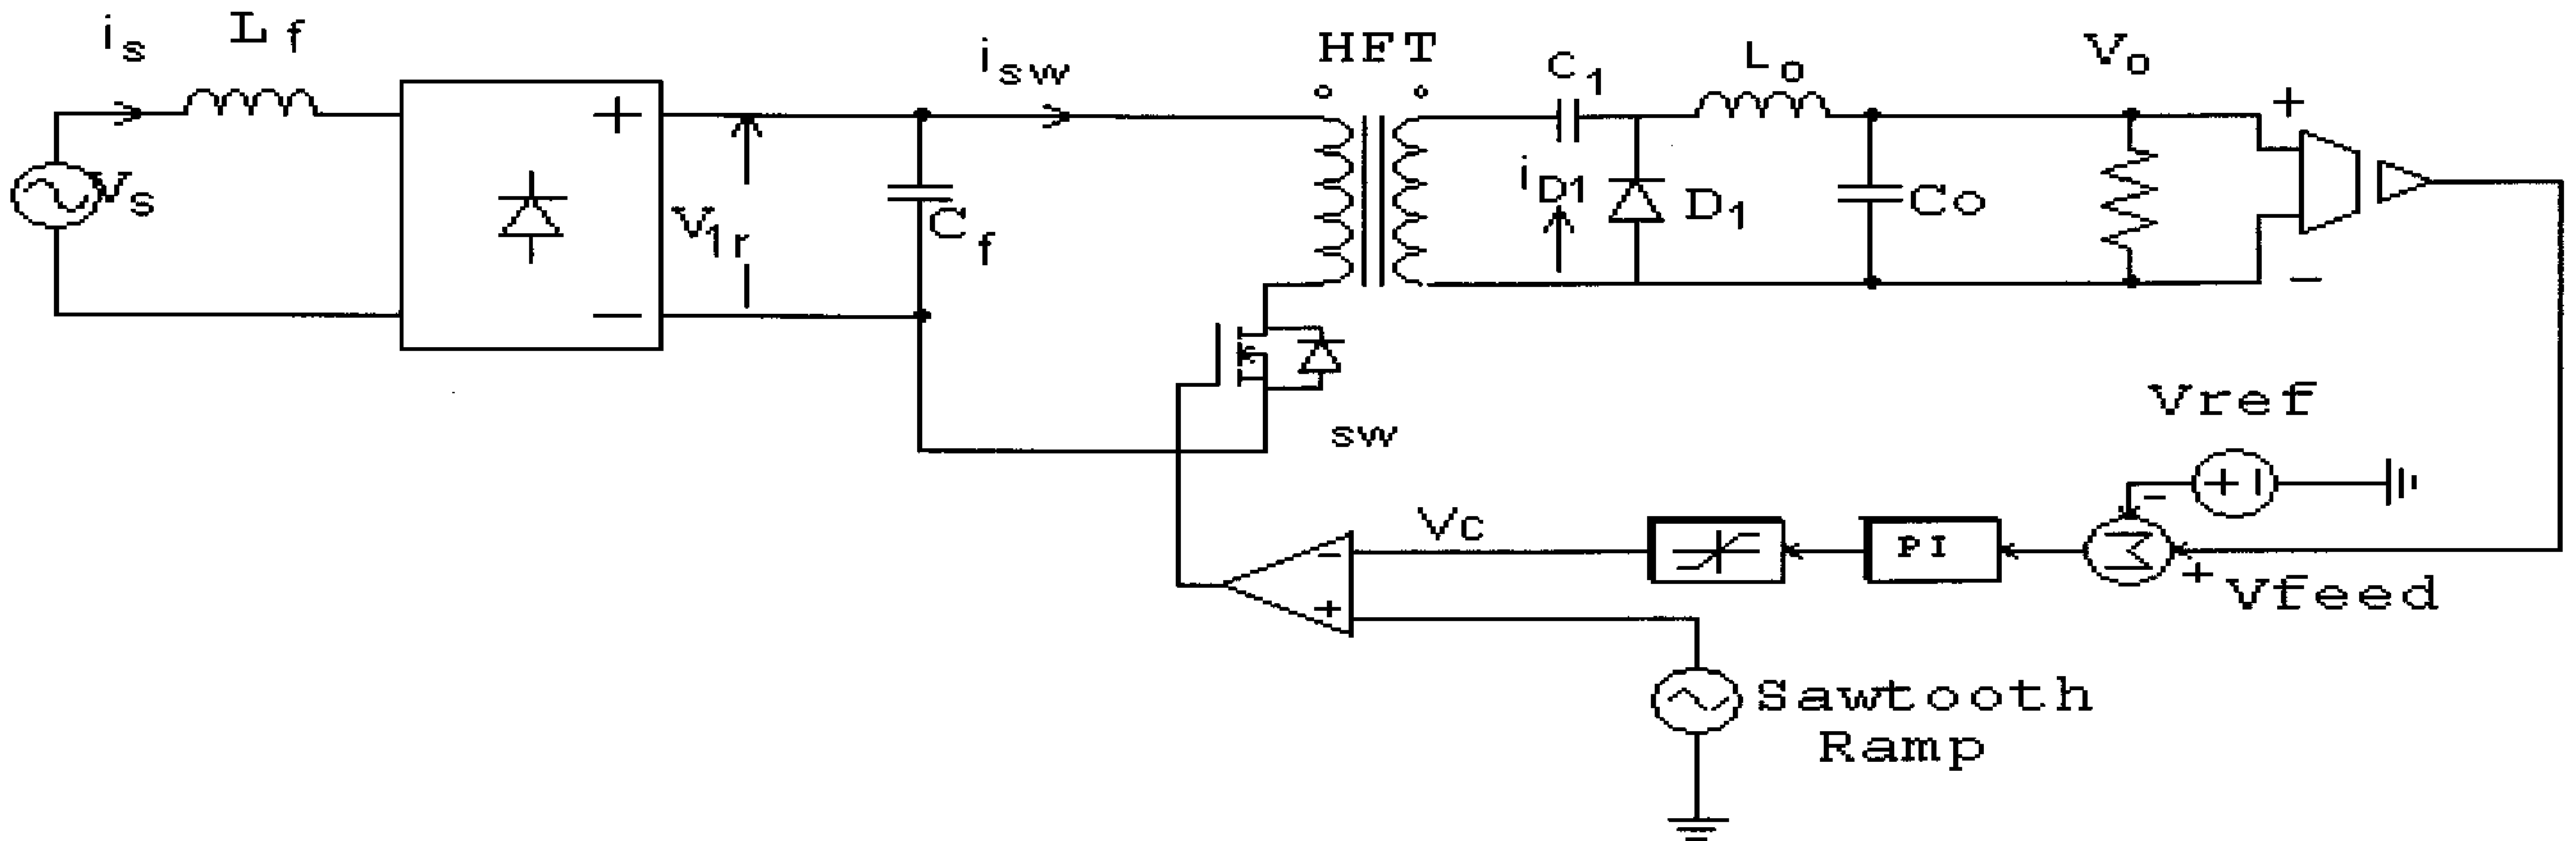 is
Lf
isw
HFT
C1
Lo
Vo
+
+
Vs
V1r
Cf
iD1
D1
Co
−
−
sw
Vref
+
−
Vc
−
PI
Σ
+
Vfeed
+
Sawtooth
Ramp